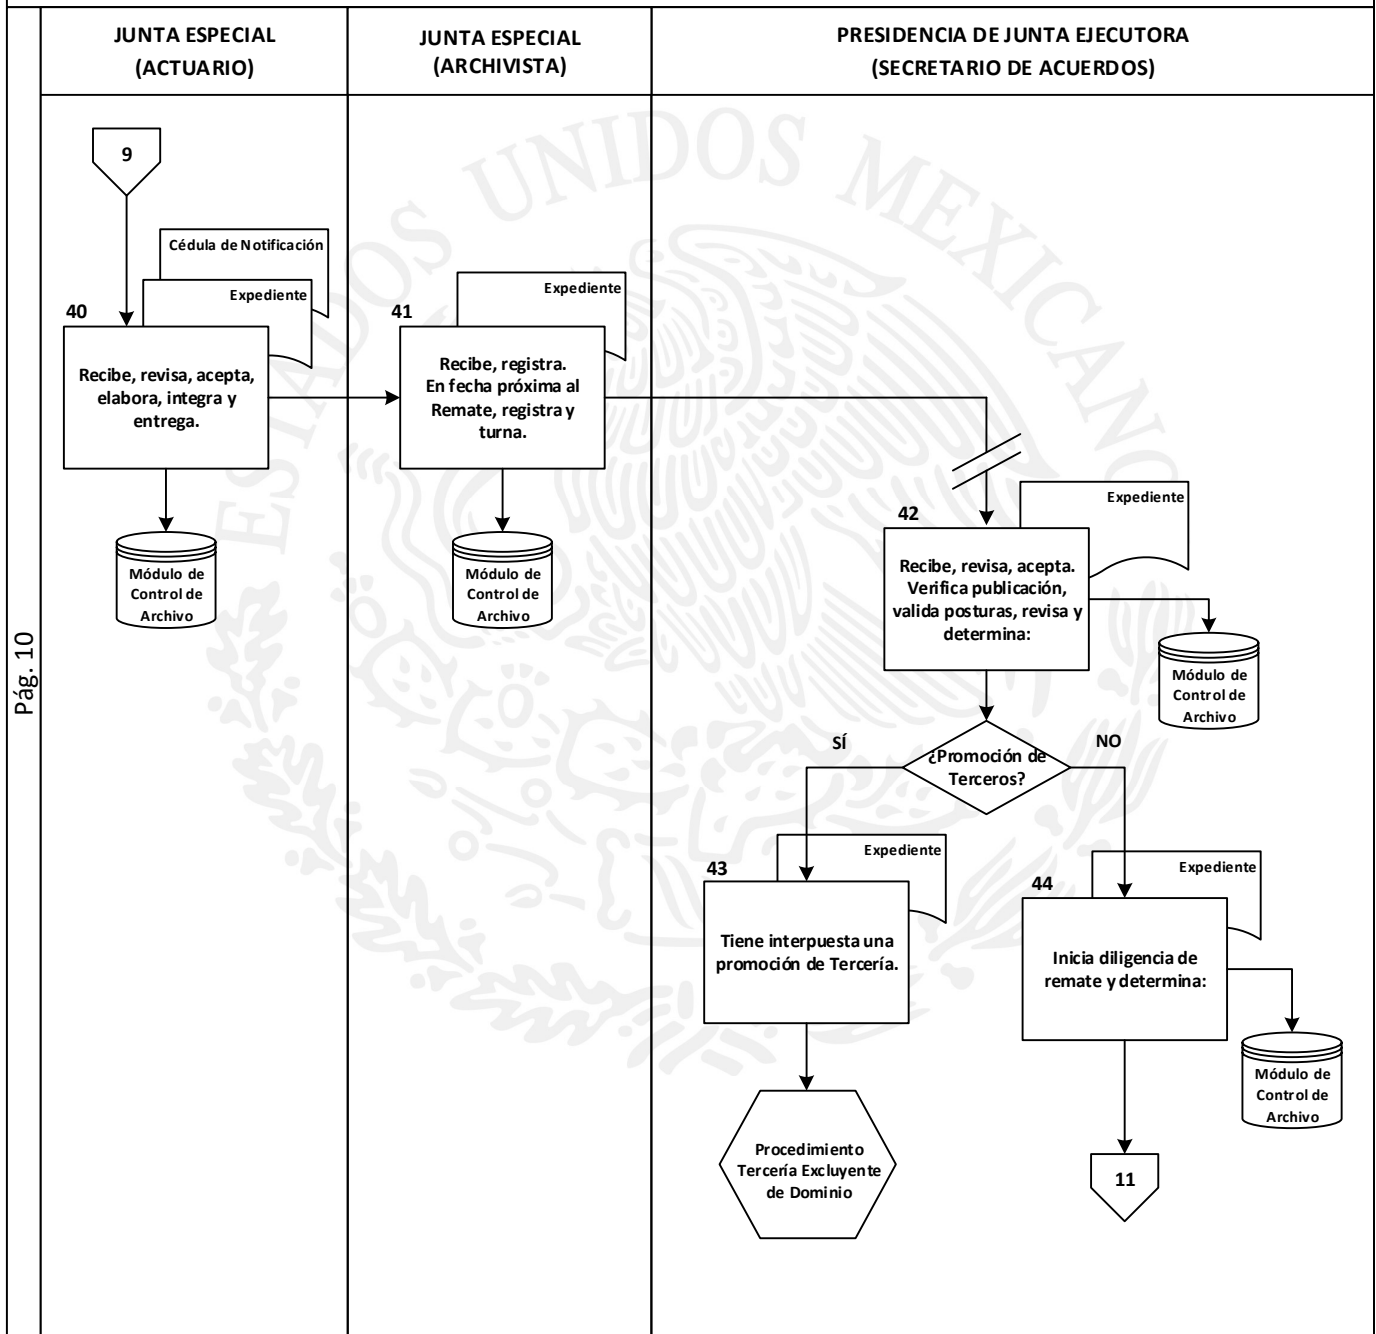 JUNTA ESPECIAL
(ACTUARIO)
JUNTA ESPECIAL
(ARCHIVISTA)
PRESIDENCIA DE JUNTA EJECUTORA
(SECRETARIO DE ACUERDOS)
Pág. 10
ESTADOS UNIDOS MEXICANOS
9
Cédula de Notificación
Expediente
40
Recibe, revisa, acepta,
elabora, integra y
entrega.
Módulo de
Control de
Archivo
Expediente
41
Recibe, registra.
En fecha próxima al
Remate, registra y
turna.
Módulo de
Control de
Archivo
Expediente
42
Recibe, revisa, acepta.
Verifica publicación,
valida posturas, revisa y
determina:
Módulo de
Control de
Archivo
¿Promoción de
Terceros?
SÍ
NO
Expediente
43
Tiene interpuesta una
promoción de Tercería.
Procedimiento
Tercería Excluyente
de Dominio
Expediente
44
Inicia diligencia de
remate y determina:
Módulo de
Control de
Archivo
11